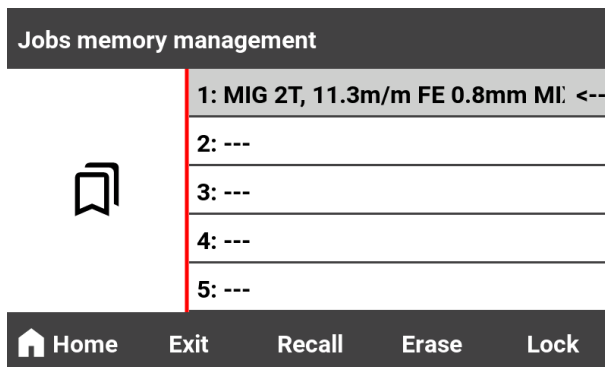 Jobs memory management
1: MIG 2T, 11.3m/m FE 0.8mm <--
2: ---
3: ---
4: ---
5: ---
Home Exit Recall Erase Lock